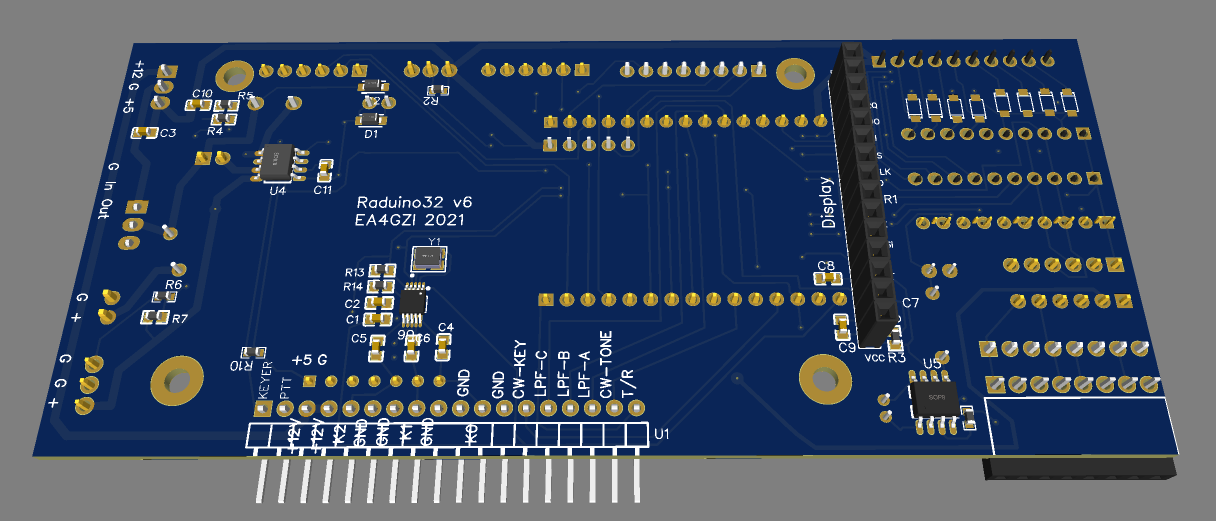 +12 G +5
C10
R5
R4
C3
D1
R2
U4
C11
G In Out
Raduino32 v6
EA4GZI 2021
Y1
R13
R14
C2
C1
C5
C6
C4
R6
R7
G +
G G +
R10
+5 G
KEYER
PTT
+12V
+12V
K2
GND
GND
K1
GND
GND
K0
GND
CW-KEY
LPF-C
LPF-B
LPF-A
CW-TONE
T/R
U1
Display
LK
R1
C8
C7
C9
R3
vcc
U5
SOP8